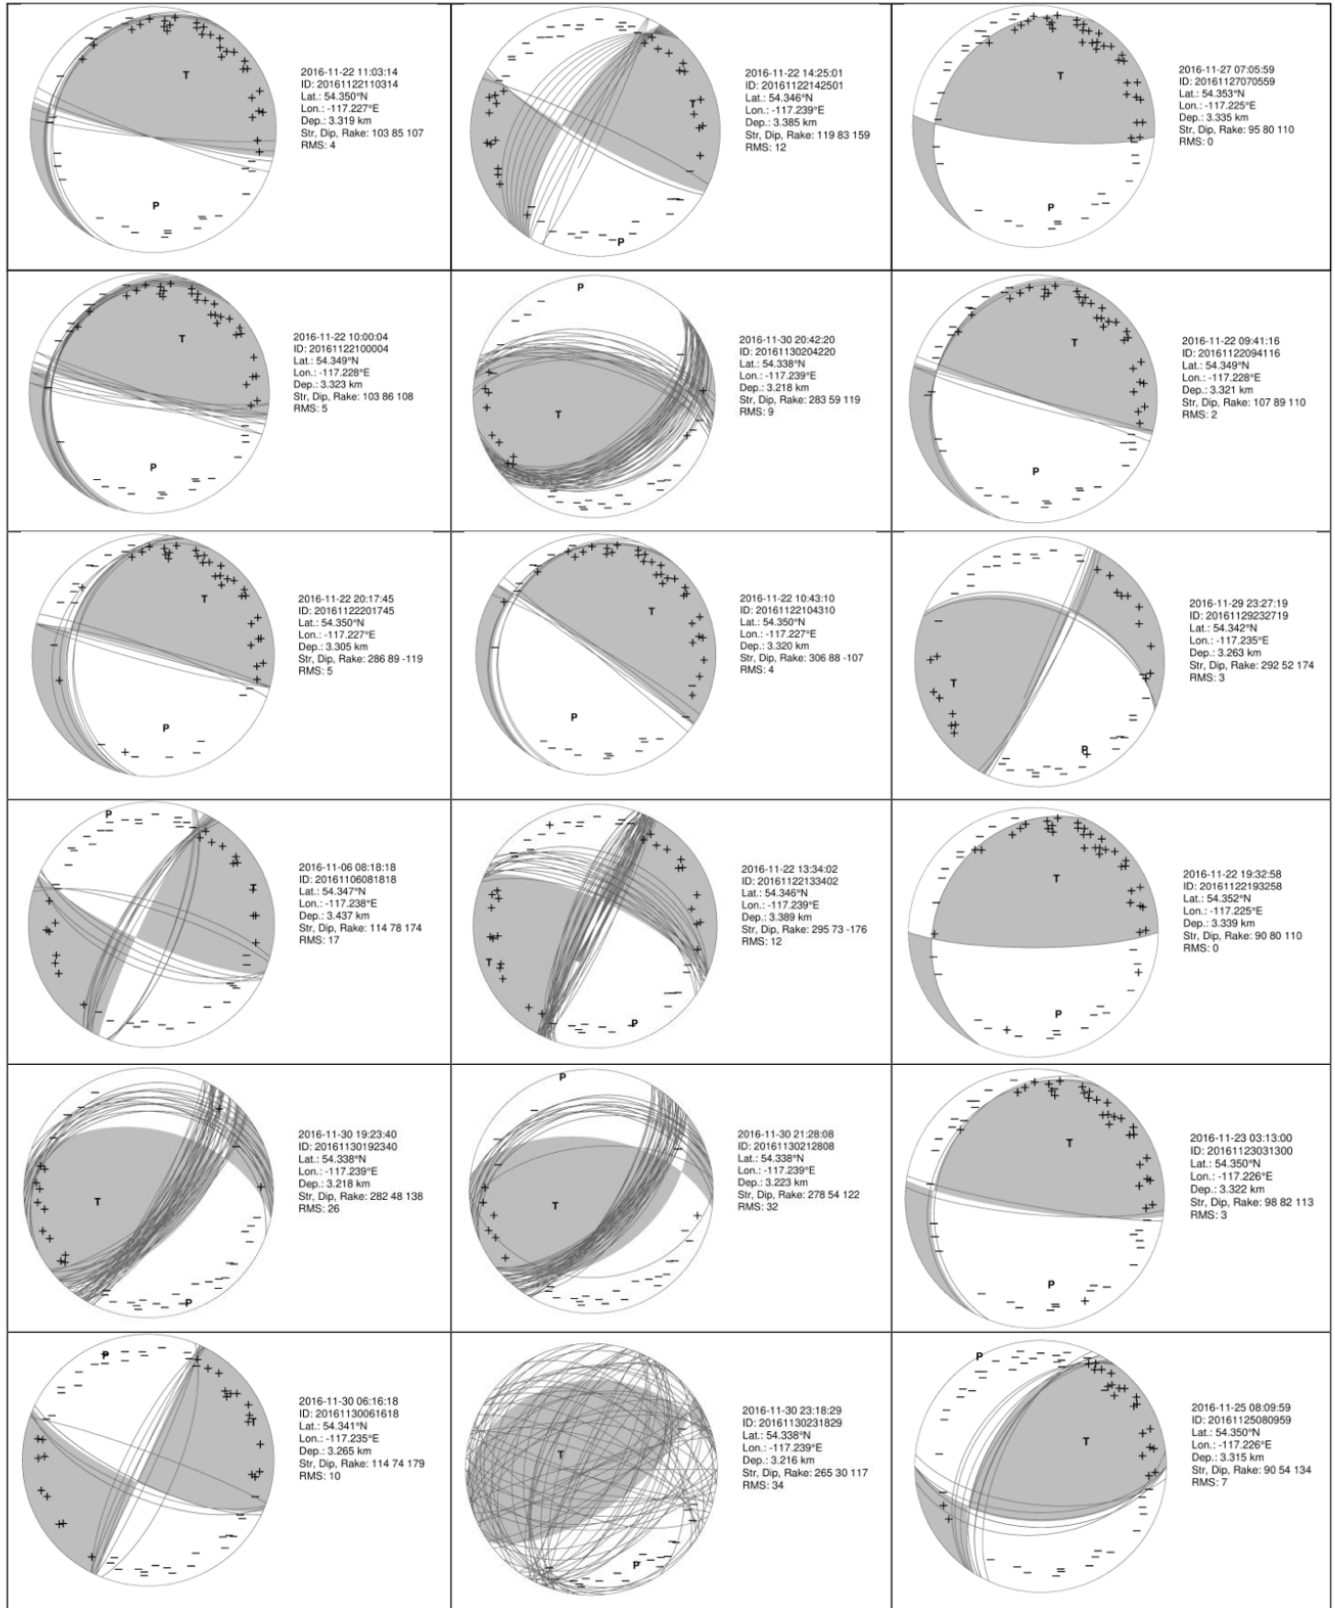 T
P
2016-11-22 11:03:14
ID: 20161122110314
Lat.: 54.350°N
Lon.: -117.227°E
Dep.: 3.319 km
Str, Dip, Rake: 103 85 107
RMS: 4
T
P
2016-11-22 14:25:01
ID: 20161122142501
Lat.: 54.346°N
Lon.: -117.239°E
Dep.: 3.385 km
Str, Dip, Rake: 119 83 159
RMS: 12
T
P
2016-11-27 07:05:59
ID: 20161127070559
Lat.: 54.353°N
Lon.: -117.225°E
Dep.: 3.335 km
Str, Dip, Rake: 95 80 110
RMS: 0
T
P
2016-11-22 10:00:04
ID: 20161122100004
Lat.: 54.349°N
Lon.: -117.228°E
Dep.: 3.323 km
Str, Dip, Rake: 103 86 108
RMS: 5
P
T
2016-11-30 20:42:20
ID: 20161130204220
Lat.: 54.338°N
Lon.: -117.239°E
Dep.: 3.218 km
Str, Dip, Rake: 283 59 119
RMS: 9
T
P
2016-11-22 09:41:16
ID: 20161122094116
Lat.: 54.349°N
Lon.: -117.228°E
Dep.: 3.321 km
Str, Dip, Rake: 107 89 110
RMS: 2
T
P
2016-11-22 20:17:45
ID: 20161122201745
Lat.: 54.350°N
Lon.: -117.227°E
Dep.: 3.305 km
Str, Dip, Rake: 286 89 -119
RMS: 5
T
P
2016-11-22 10:43:10
ID: 20161122104310
Lat.: 54.350°N
Lon.: -117.227°E
Dep.: 3.320 km
Str, Dip, Rake: 306 88 -107
RMS: 4
T
P
2016-11-29 23:27:19
ID: 20161129232719
Lat.: 54.342°N
Lon.: -117.235°E
Dep.: 3.263 km
Str, Dip, Rake: 292 52 174
RMS: 3
P
T
2016-11-06 08:18:18
ID: 20161106081818
Lat.: 54.347°N
Lon.: -117.238°E
Dep.: 3.437 km
Str, Dip, Rake: 114 78 174
RMS: 17
T
P
2016-11-22 13:34:02
ID: 20161122133402
Lat.: 54.346°N
Lon.: -117.239°E
Dep.: 3.389 km
Str, Dip, Rake: 295 73 -176
RMS: 12
T
P
2016-11-22 19:32:58
ID: 20161122193258
Lat.: 54.352°N
Lon.: -117.225°E
Dep.: 3.339 km
Str, Dip, Rake: 90 80 110
RMS: 0
T
P
2016-11-30 19:23:40
ID: 20161130192340
Lat.: 54.338°N
Lon.: -117.239°E
Dep.: 3.218 km
Str, Dip, Rake: 282 48 138
RMS: 26
P
T
2016-11-30 21:28:08
ID: 20161130212808
Lat.: 54.338°N
Lon.: -117.239°E
Dep.: 3.223 km
Str, Dip, Rake: 278 54 122
RMS: 32
T
P
2016-11-23 03:13:00
ID: 20161123031300
Lat.: 54.350°N
Lon.: -117.226°E
Dep.: 3.322 km
Str, Dip, Rake: 98 82 113
RMS: 3
P
T
2016-11-30 06:16:18
ID: 20161130061618
Lat.: 54.341°N
Lon.: -117.235°E
Dep.: 3.265 km
Str, Dip, Rake: 114 74 179
RMS: 10
T
P
2016-11-30 23:18:29
ID: 20161130231829
Lat.: 54.338°N
Lon.: -117.239°E
Dep.: 3.216 km
Str, Dip, Rake: 265 30 117
RMS: 34
P
T
2016-11-25 08:09:59
ID: 20161125080959
Lat.: 54.350°N
Lon.: -117.226°E
Dep.: 3.315 km
Str, Dip, Rake: 90 54 134
RMS: 7